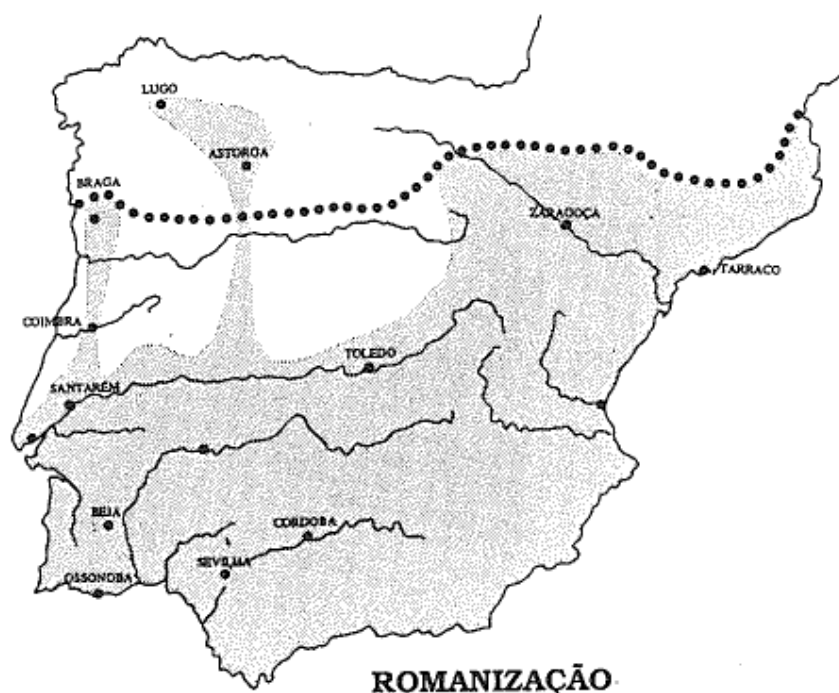 LUGO
ASTORGA
BRAGA
ZARAGOÇA
TARRACO
COIMBRA
TOLEDO
SANTARÉM
BEJA
CORDOBA
SEVILHA
OSSONOBA
ROMANIZAÇÃO